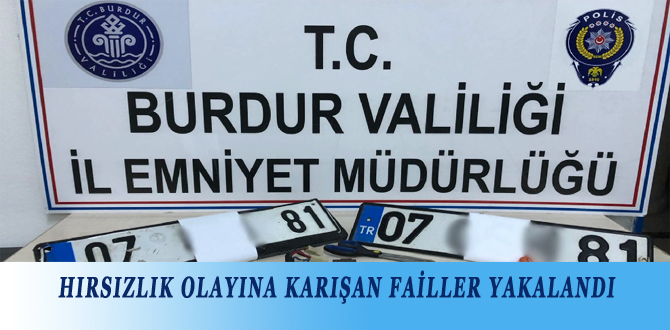 T.C. BURDUR
VALİLİĞİ
POLİS
T.C.
BURDUR VALİLİĞİ
İL EMNİYET MÜDÜRLÜĞÜ
07 81
TR 07 81
HIRSIZLIK OLAYINA KARIŞAN FAİLLER YAKALANDI